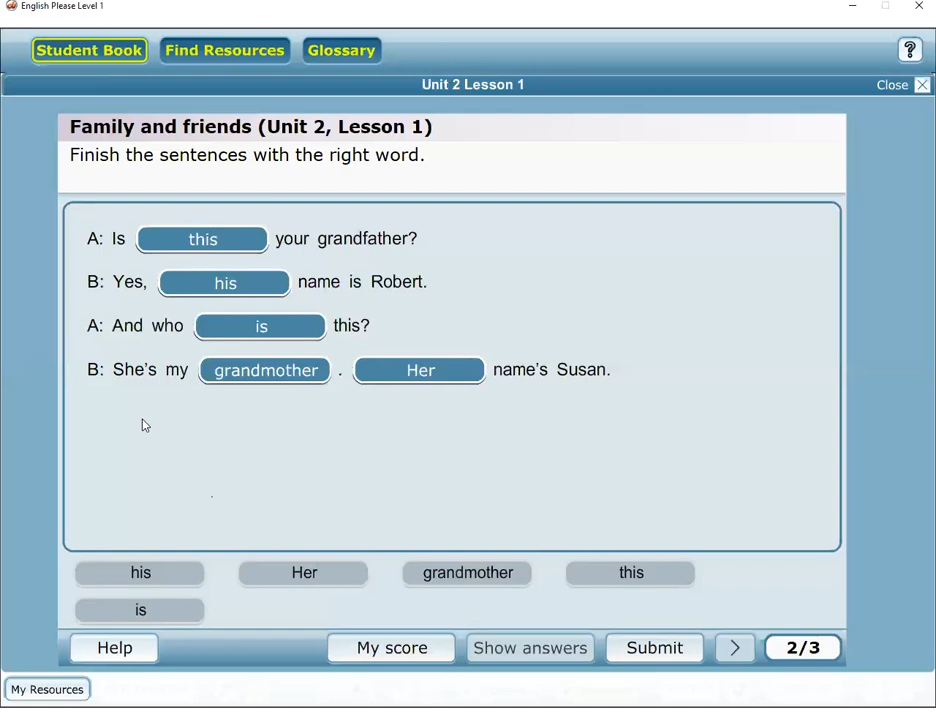 English Please Level 1
Student Book Find Resources Glossary ?
Unit 2 Lesson 1 Close
Family and friends (Unit 2, Lesson 1)
Finish the sentences with the right word.
A: Is this your grandfather?
B: Yes, his name is Robert.
A: And who is this?
B: She's my grandmother . Her name's Susan.
his Her grandmother this
is
Help My score Show answers Submit > 2/3
My Resources